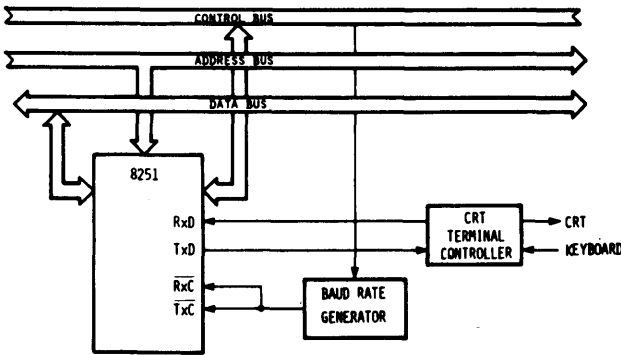 CONTROL BUS
ADDRESS BUS
DATA BUS
8251
RxD
TxD
RxC
TxC
CRT
TERMINAL
CONTROLLER
CRT
KEYBOARD
BAUD RATE
GENERATOR